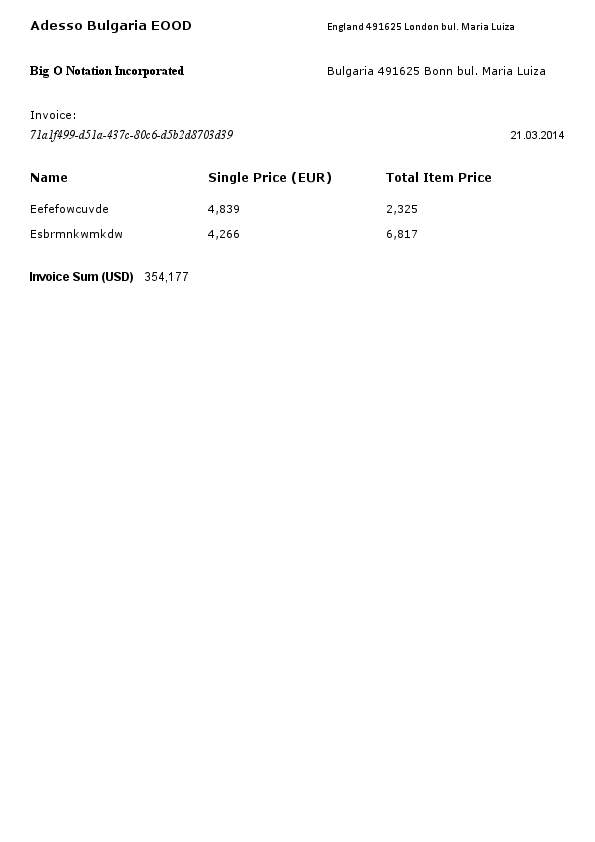 Adesso Bulgaria EOOD England 491625 London bul. Maria Luiza
Big O Notation Incorporated Bulgaria 491625 Bonn bul. Maria Luiza
Invoice:
71a1f499-d51a-437c-80c6-d5b2d8703d39 21.03.2014
Name Single Price (EUR) Total Item Price
Eefefowcuvde 4,839 2,325
Esbrmnkwmkdw 4,266 6,817
Invoice Sum (USD) 354,177